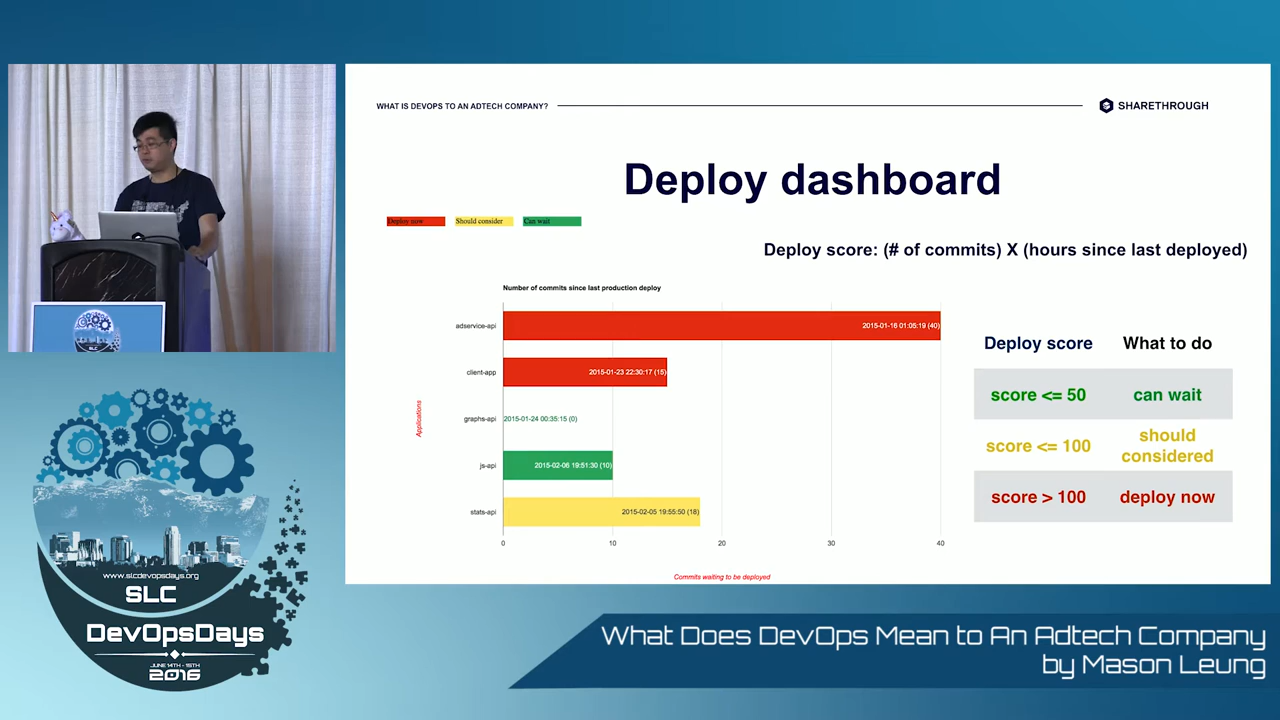 WHAT IS DEVOPS TO AN ADTECH COMPANY?
SHARETHROUGH
Deploy dashboard
Deploy now
Should consider
Can wait
Deploy score: (# of commits) X (hours since last deployed)
Number of commits since last production deploy
adservice-api
2015-01-16 01:05:19 (40)
client-app
2015-01-23 22:30:17 (15)
graphs-api
2015-01-24 00:35:15 (0)
js-api
2015-02-06 19:51:30 (10)
stats-api
2015-02-05 19:55:50 (18)
Applications
0
10
20
30
40
Commits waiting to be deployed
Deploy score
What to do
score <= 50
can wait
score <= 100
should
considered
score > 100
deploy now
www.slcdevopsdays.org
SLC
DevOpsDays
JUNE 14TH - 15TH
2016
SLC
What Does DevOps Mean to An Adtech Company
by Mason Leung